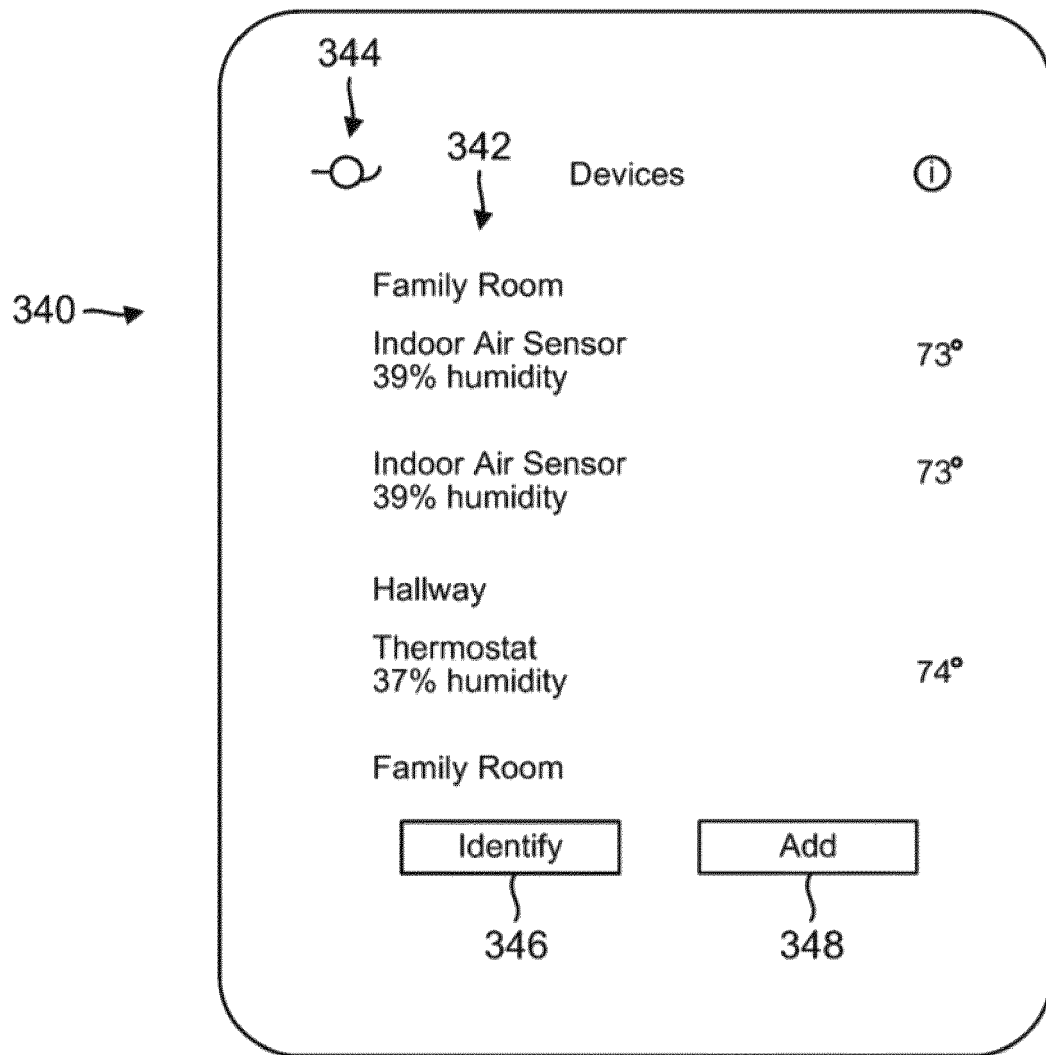 344
342
Devices
i
340
Family Room
Indoor Air Sensor
39% humidity
73°
Indoor Air Sensor
39% humidity
73°
Hallway
Thermostat
37% humidity
74°
Family Room
Identify
Add
346
348